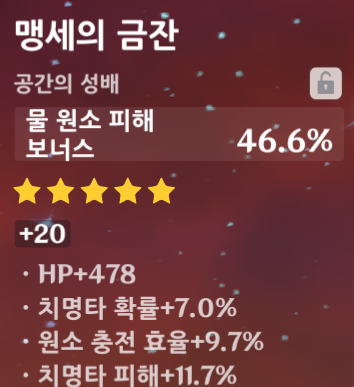 맹세의 금잔
공간의 성배
물 원소 피해
보너스
46.6%
+20
· HP+478
· 치명타 확률+7.0%
· 원소 충전 효율+9.7%
· 치명타 피해+11.7%